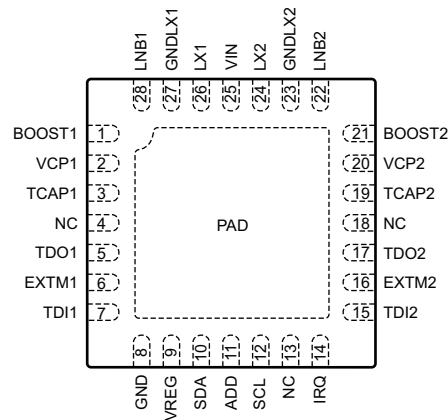 LNB1
GNDLX1
LX1
VIN
LX2
GNDLX2
LNB2
28
27
26
25
24
23
22
BOOST1 1
VCP1 2
TCAP1 3
NC 4
TDO1 5
EXTM1 6
TDI1 7
PAD
21 BOOST2
20 VCP2
19 TCAP2
18 NC
17 TDO2
16 EXTM2
15 TDI2
8
9
10
11
12
13
14
GND
VREG
SDA
ADD
SCL
NC
IRQ